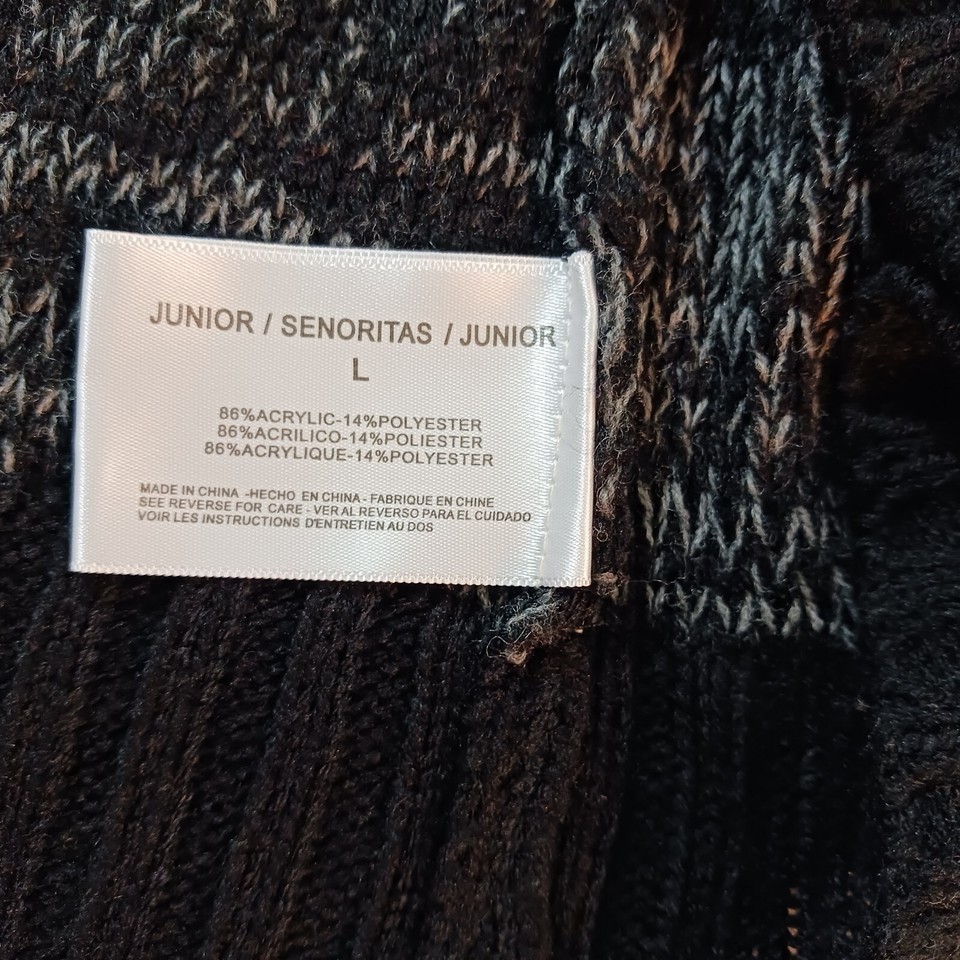 JUNIOR / SENORITAS / JUNIOR
L
86%ACRYLIC-14%POLYESTER
86%ACRILICO-14%POLIESTER
86%ACRYLIQUE-14%POLYESTER
MADE IN CHINA -HECHO EN CHINA - FABRIQUE EN CHINE
SEE REVERSE FOR CARE - VER AL REVERSO PARA EL CUIDADO
VOIR LES INSTRUCTIONS D'ENTRETIEN AU DOS